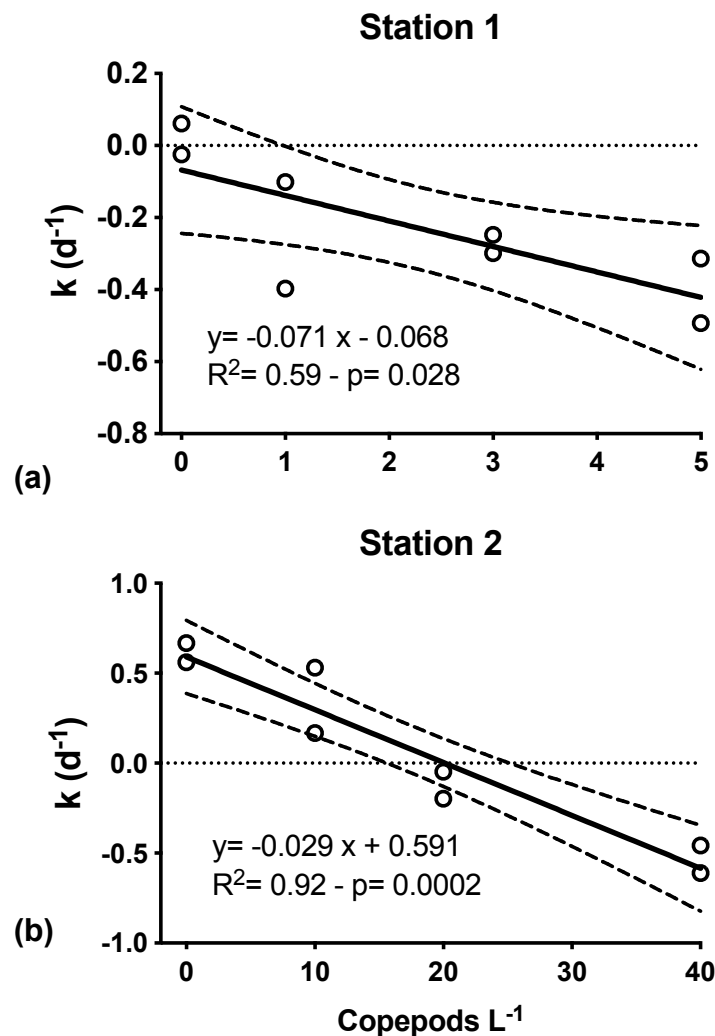 Station 1
0.2
0.0
-0.2
-0.4
-0.6
-0.8
k (d⁻¹)
y= -0.071 x - 0.068
R²= 0.59 - p= 0.028
0 1 2 3 4 5
(a)
Station 2
1.0
0.5
0.0
-0.5
-1.0
k (d⁻¹)
y= -0.029 x + 0.591
R²= 0.92 - p= 0.0002
(b)
0 10 20 30 40
Copepods L⁻¹